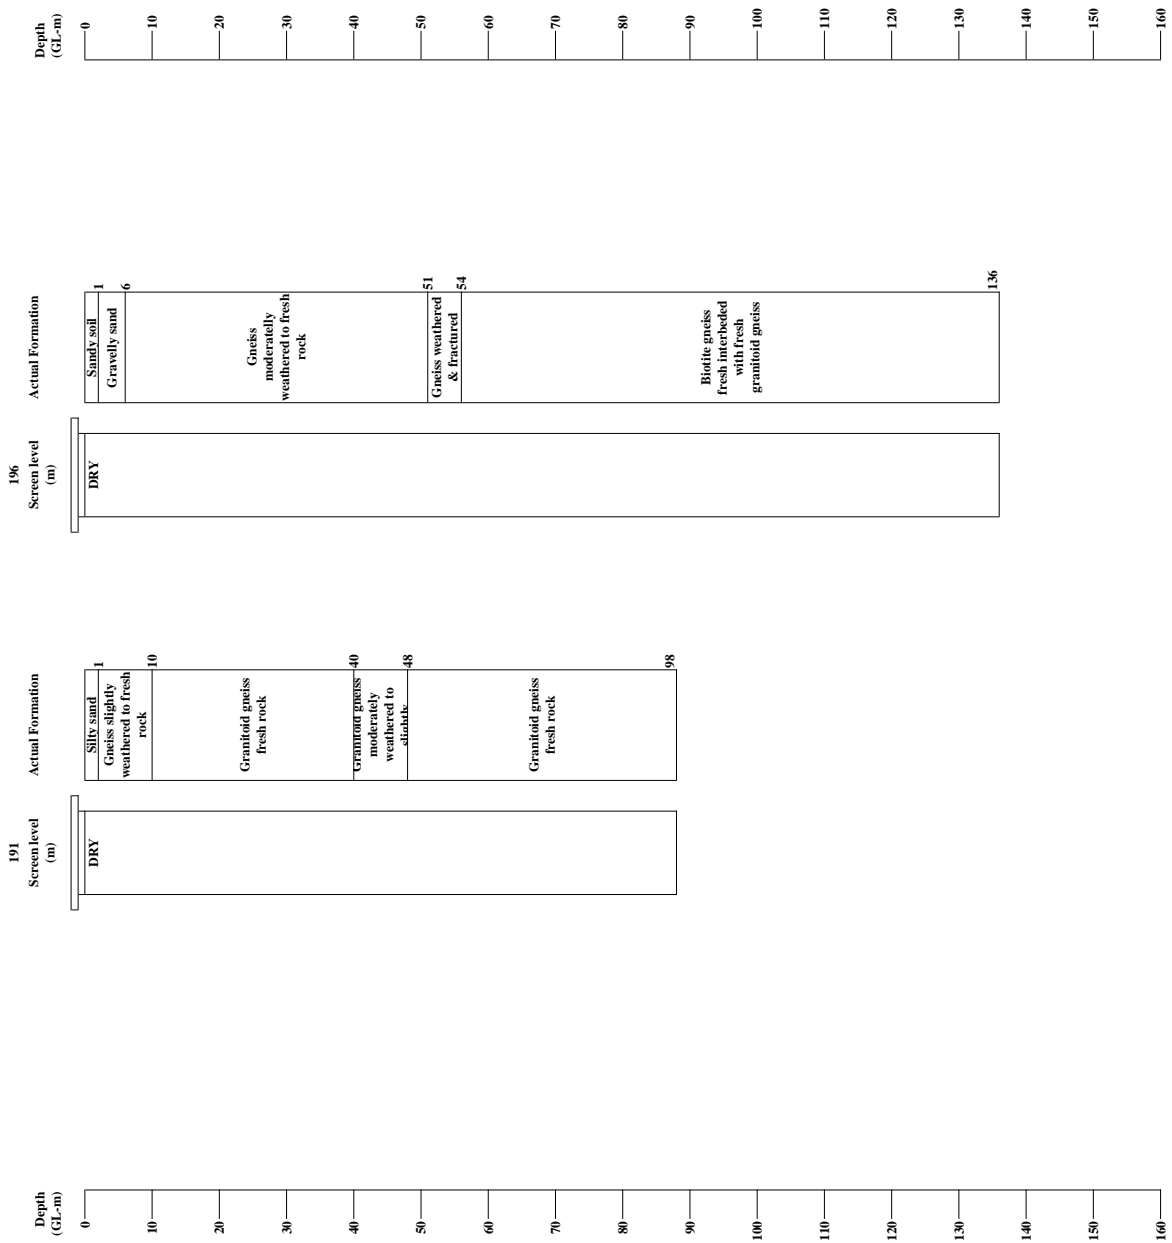 Depth
(GL-m)
0
10
20
30
40
50
60
70
80
90
100
110
120
130
140
150
160
191
Screen level
(m)
DRY
Actual Formation
Silty sand
1
Gneiss slightly
weathered to fresh
rock
10
Granitoid gneiss
fresh rock
40
Granitoid gneiss
moderately
weathered to
slightly
48
Granitoid gneiss
fresh rock
98
196
Screen level
(m)
DRY
Actual Formation
Sandy soil
1
Gravelly sand
6
Gneiss
moderatelly
weathered to fresh
rock
51
Gneiss weathered
& fractured
54
Biotite gneiss
fresh interbeded
with fresh
granitoid gneiss
136
Depth
(GL-m)
0
10
20
30
40
50
60
70
80
90
100
110
120
130
140
150
160